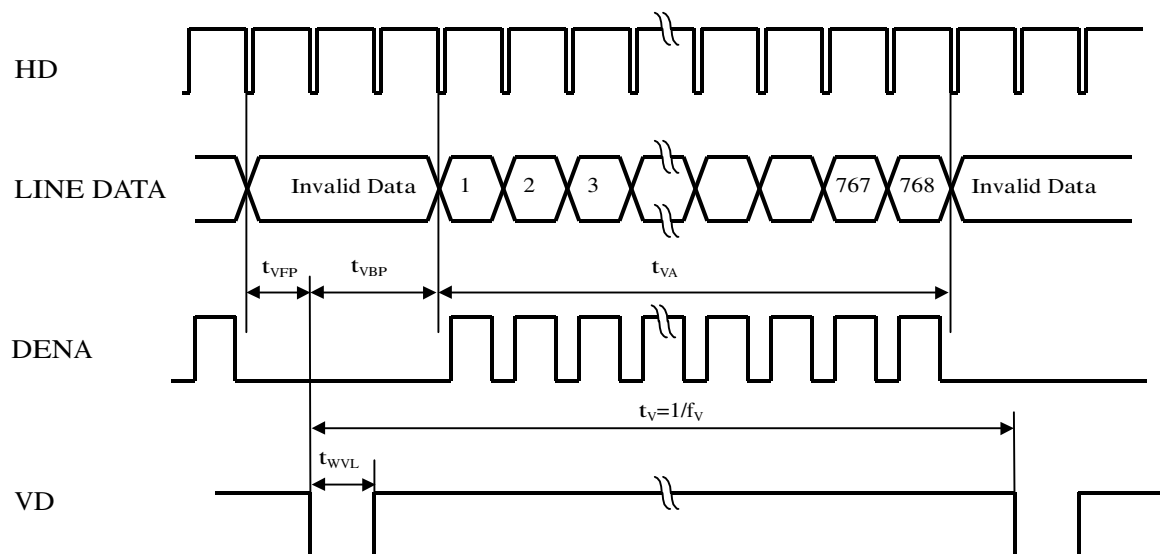 HD
LINE DATA
Invalid Data
1
2
3
767
768
Invalid Data
tVFP
tVBP
tVA
DENA
tV=1/fV
tWVL
VD